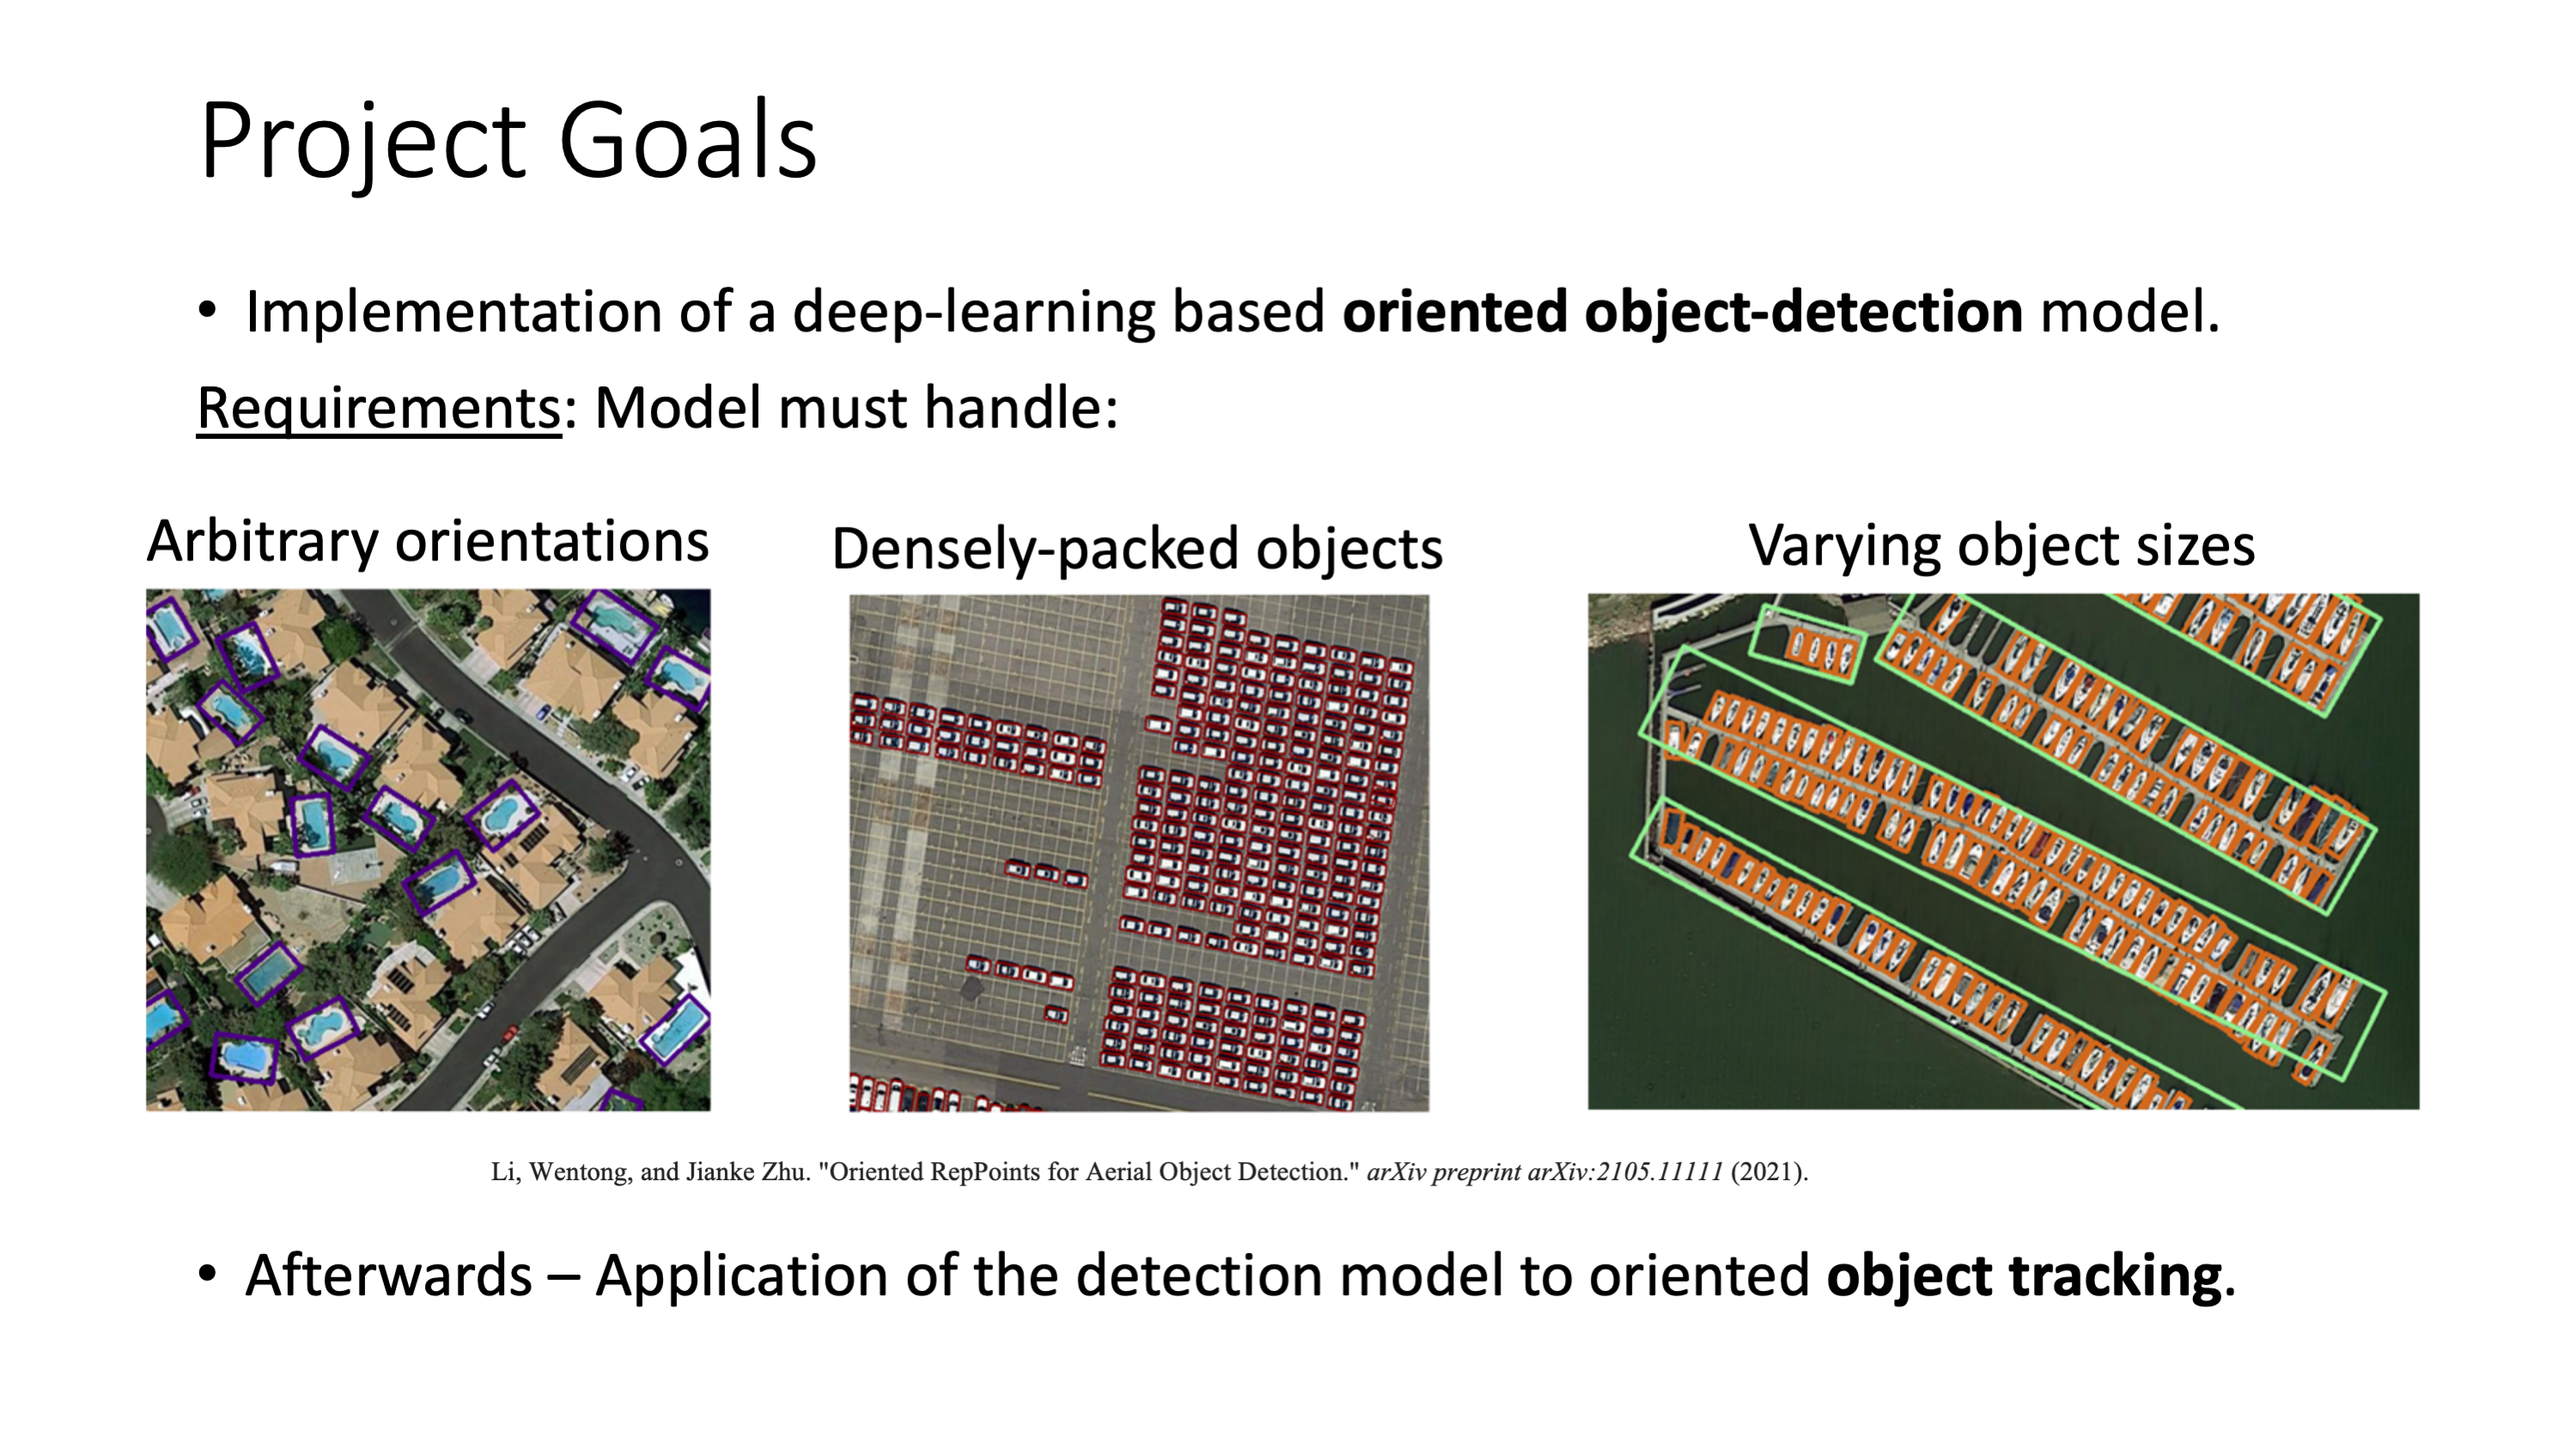 Project Goals
• Implementation of a deep-learning based oriented object-detection model.
Requirements: Model must handle:
Arbitrary orientations
Densely-packed objects
Varying object sizes
Li, Wentong, and Jianke Zhu. "Oriented RepPoints for Aerial Object Detection." arXiv preprint arXiv:2105.11111 (2021).
• Afterwards – Application of the detection model to oriented object tracking.